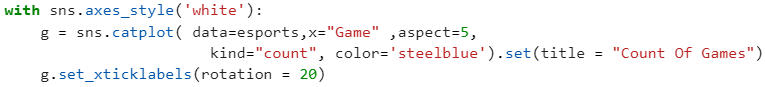 with sns.axes_style('white'):
    g = sns.catplot( data=esports,x="Game" ,aspect=5,
                       kind="count", color='steelblue').set(title = "Count Of Games")
    g.set_xticklabels(rotation = 20)